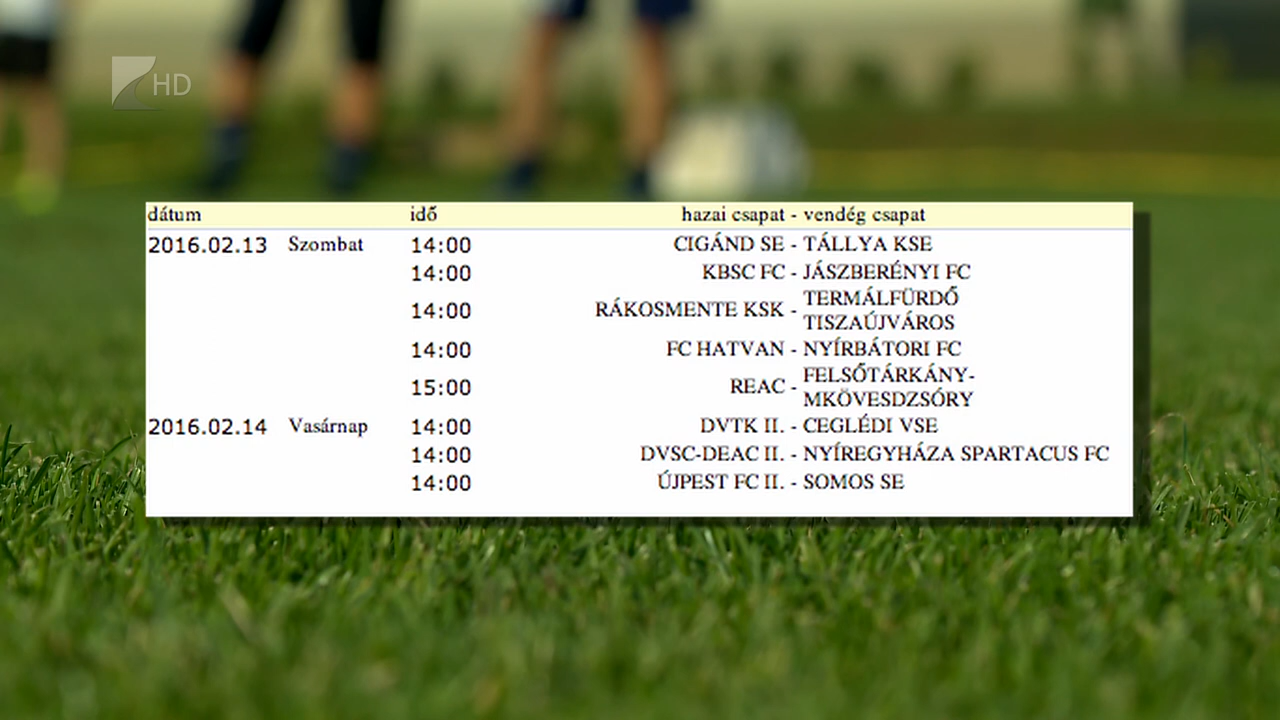 HD
dátum idő hazai csapat - vendég csapat
2016.02.13 Szombat 14:00 CIGÁND SE - TÁLLYA KSE
14:00 KBSC FC - JÁSZBERÉNYI FC
14:00 RÁKOSMENTE KSK - TERMÁLFÜRDŐ
TISZAÚJVÁROS
14:00 FC HATVAN - NYÍRBÁTORI FC
15:00 REAC - FELSŐTÁRKÁNY-
MKÖVESDZSÓRY
2016.02.14 Vasárnap 14:00 DVTK II. - CEGLÉDI VSE
14:00 DVSC-DEAC II. - NYÍREGYHÁZA SPARTACUS FC
14:00 ÚJPEST FC II. - SOMOS SE